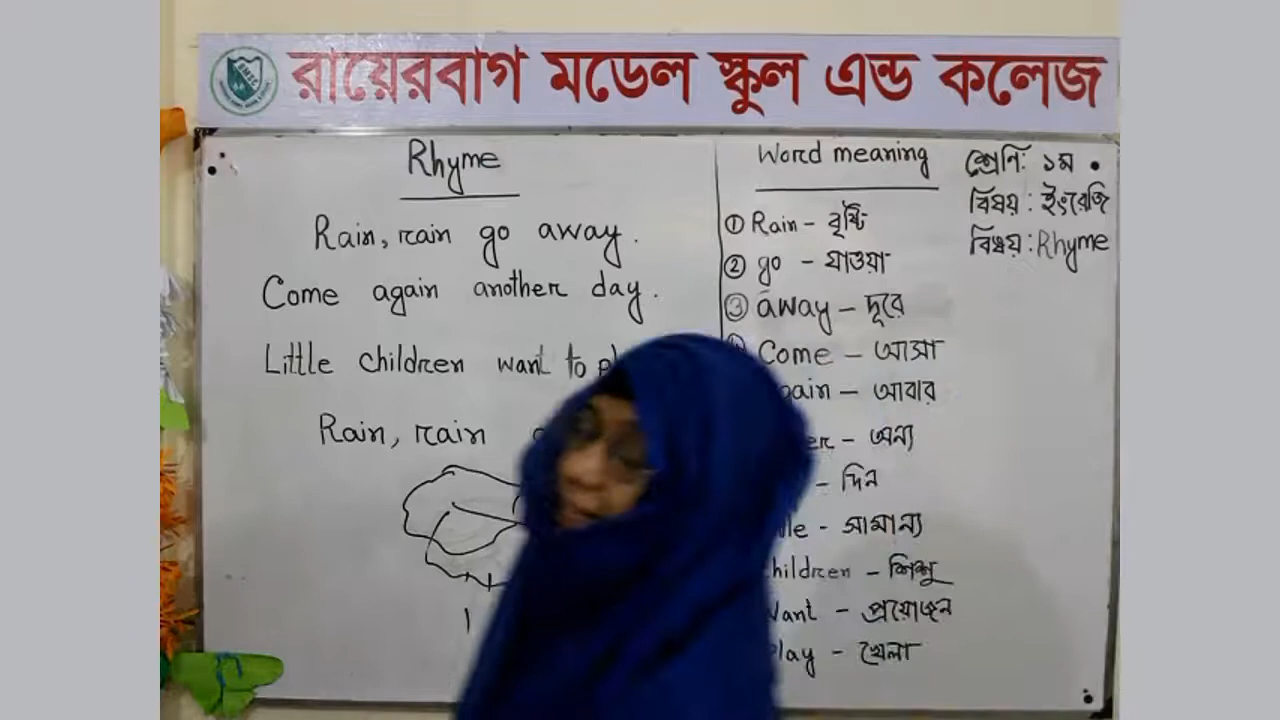 রায়েরবাগ মডেল স্কুল এন্ড কলেজ
Rhyme
Rain, rain go away.
Come again another day.
Little children want to
Rain, rain
Word meaning
① Rain - বৃষ্টি
② go - যাওয়া
③ away - দূরে
Come - আসা
gain - আবার
er - অন্য
- দিন
le - সামান্য
hildren - শিশু
Want - প্রয়োজন
Play - খেলা
শ্রেণি: ১ম
বিষয়: ইংরেজি
বিষয়: Rhyme